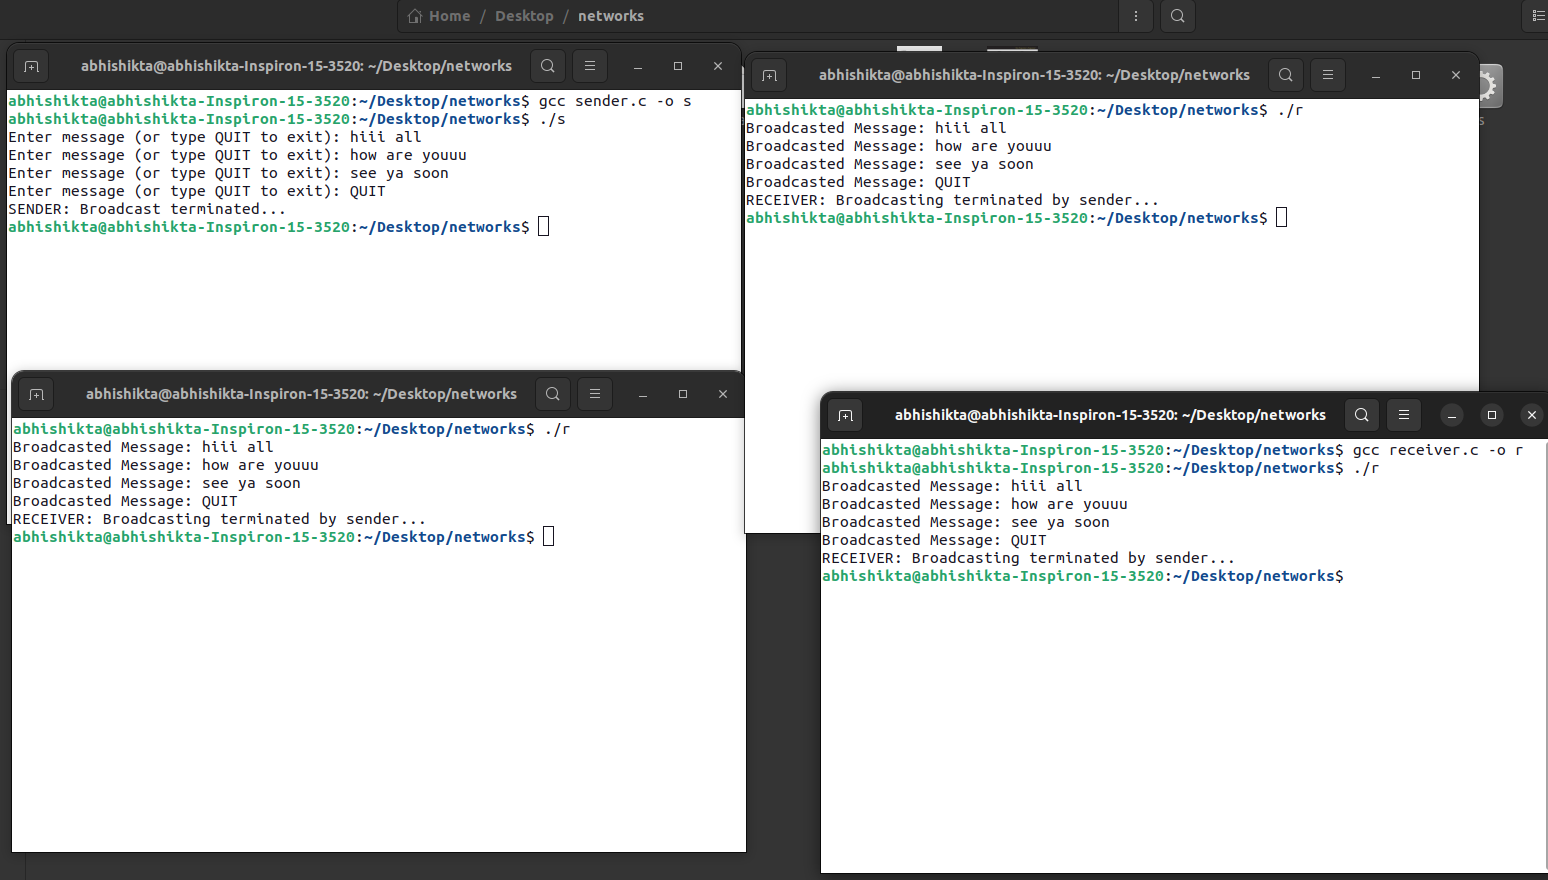 Home / Desktop / networks
abhishikta@abhishikta-Inspiron-15-3520: ~/Desktop/networks
abhishikta@abhishikta-Inspiron-15-3520:~/Desktop/networks$ gcc sender.c -o s
abhishikta@abhishikta-Inspiron-15-3520:~/Desktop/networks$ ./s
Enter message (or type QUIT to exit): hiii all
Enter message (or type QUIT to exit): how are youuu
Enter message (or type QUIT to exit): see ya soon
Enter message (or type QUIT to exit): QUIT
SENDER: Broadcast terminated...
abhishikta@abhishikta-Inspiron-15-3520:~/Desktop/networks$
abhishikta@abhishikta-Inspiron-15-3520: ~/Desktop/networks
abhishikta@abhishikta-Inspiron-15-3520:~/Desktop/networks$ ./r
Broadcasted Message: hiii all
Broadcasted Message: how are youuu
Broadcasted Message: see ya soon
Broadcasted Message: QUIT
RECEIVER: Broadcasting terminated by sender...
abhishikta@abhishikta-Inspiron-15-3520:~/Desktop/networks$
abhishikta@abhishikta-Inspiron-15-3520: ~/Desktop/networks
abhishikta@abhishikta-Inspiron-15-3520:~/Desktop/networks$ ./r
Broadcasted Message: hiii all
Broadcasted Message: how are youuu
Broadcasted Message: see ya soon
Broadcasted Message: QUIT
RECEIVER: Broadcasting terminated by sender...
abhishikta@abhishikta-Inspiron-15-3520:~/Desktop/networks$
abhishikta@abhishikta-Inspiron-15-3520: ~/Desktop/networks
abhishikta@abhishikta-Inspiron-15-3520:~/Desktop/networks$ gcc receiver.c -o r
abhishikta@abhishikta-Inspiron-15-3520:~/Desktop/networks$ ./r
Broadcasted Message: hiii all
Broadcasted Message: how are youuu
Broadcasted Message: see ya soon
Broadcasted Message: QUIT
RECEIVER: Broadcasting terminated by sender...
abhishikta@abhishikta-Inspiron-15-3520:~/Desktop/networks$